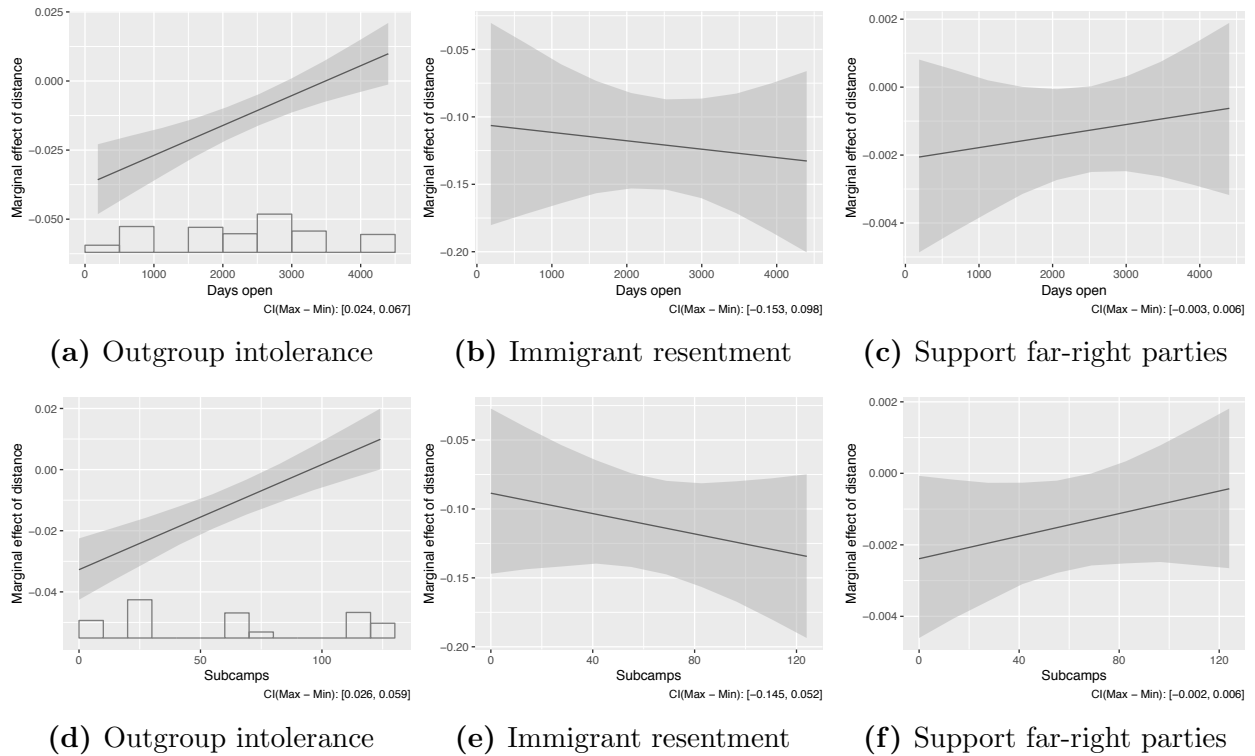 0.025
0.000
−0.025
−0.050
Marginal effect of distance
0 1000 2000 3000 4000
Days open
CI(Max − Min): [0.024, 0.067]
(a) Outgroup intolerance
−0.05
−0.10
−0.15
−0.20
Marginal effect of distance
0 1000 2000 3000 4000
Days open
CI(Max − Min): [−0.153, 0.098]
(b) Immigrant resentment
0.002
0.000
−0.002
−0.004
Marginal effect of distance
0 1000 2000 3000 4000
Days open
CI(Max − Min): [−0.003, 0.006]
(c) Support far-right parties
0.02
0.00
−0.02
−0.04
Marginal effect of distance
0 50 100
Subcamps
CI(Max − Min): [0.026, 0.059]
(d) Outgroup intolerance
−0.05
−0.10
−0.15
−0.20
Marginal effect of distance
0 40 80 120
Subcamps
CI(Max − Min): [−0.145, 0.052]
(e) Immigrant resentment
0.002
0.000
−0.002
−0.004
Marginal effect of distance
0 40 80 120
Subcamps
CI(Max − Min): [−0.002, 0.006]
(f) Support far-right parties